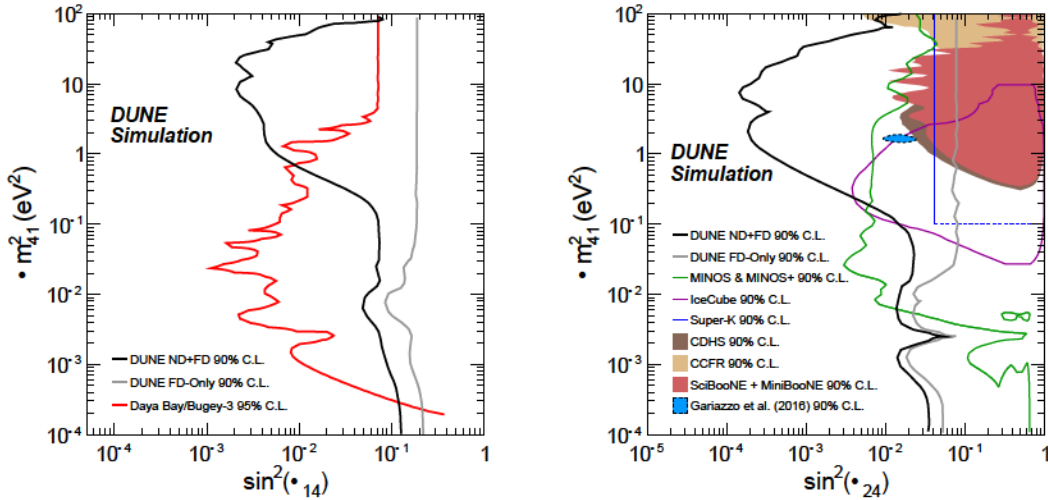 DUNE
Simulation
10²
10
1
10⁻¹
10⁻²
10⁻³
10⁻⁴
• m²₄₁ (eV²)
DUNE ND+FD 90% C.L.
DUNE FD-Only 90% C.L.
Daya Bay/Bugey-3 95% C.L.
10⁻⁴ 10⁻³ 10⁻² 10⁻¹ 1
sin²(•₁₄)
10²
10
1
10⁻¹
10⁻²
10⁻³
10⁻⁴
• m²₄₁ (eV²)
DUNE
Simulation
DUNE ND+FD 90% C.L.
DUNE FD-Only 90% C.L.
MINOS & MINOS+ 90% C.L.
IceCube 90% C.L.
Super-K 90% C.L.
CDHS 90% C.L.
CCFR 90% C.L.
SciBooNE + MiniBooNE 90% C.L.
Gariazzo et al. (2016) 90% C.L.
10⁻⁵ 10⁻⁴ 10⁻³ 10⁻² 10⁻¹ 1
sin²(•₂₄)